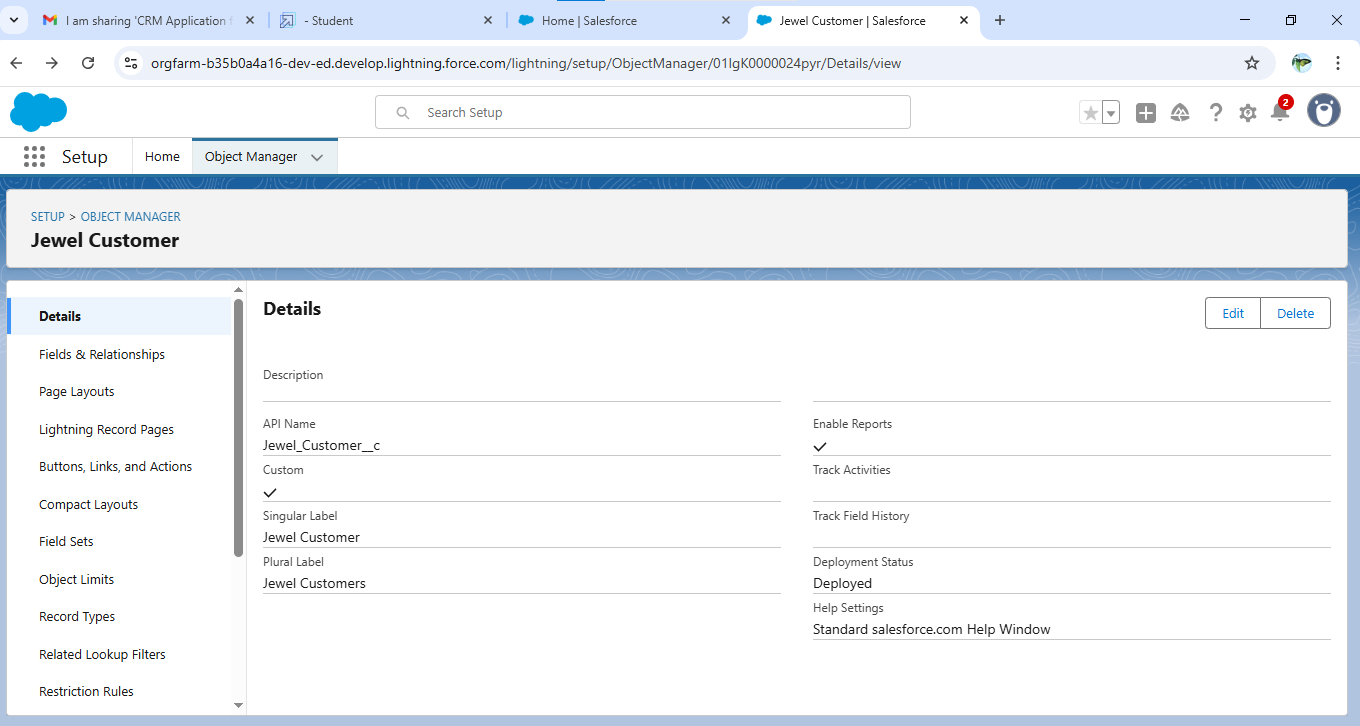 I am sharing 'CRM Application f
- Student
Home | Salesforce
Jewel Customer | Salesforce
orgfarm-b35b0a4a16-dev-ed.develop.lightning.force.com/lightning/setup/ObjectManager/01IgK0000024pyr/Details/view
Search Setup
2
Setup
Home
Object Manager
SETUP > OBJECT MANAGER
Jewel Customer
Details
Fields & Relationships
Page Layouts
Lightning Record Pages
Buttons, Links, and Actions
Compact Layouts
Field Sets
Object Limits
Record Types
Related Lookup Filters
Restriction Rules
Details
Edit
Delete
Description
API Name
Jewel_Customer__c
Custom
Singular Label
Jewel Customer
Plural Label
Jewel Customers
Enable Reports
Track Activities
Track Field History
Deployment Status
Deployed
Help Settings
Standard salesforce.com Help Window